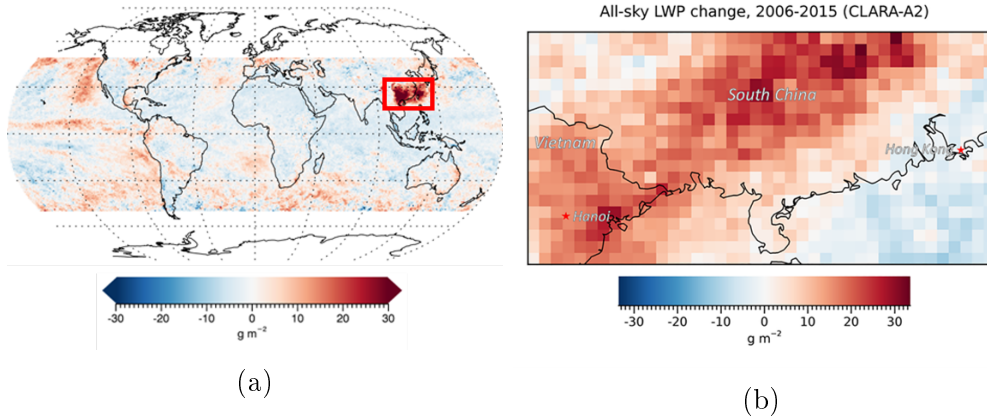 All-sky LWP change, 2006-2015 (CLARA-A2)
South China
Vietnam
Hong Kong
Hanoi
-30 -20 -10 0 10 20 30
g m⁻²
-30 -20 -10 0 10 20 30
g m⁻²
(a)
(b)